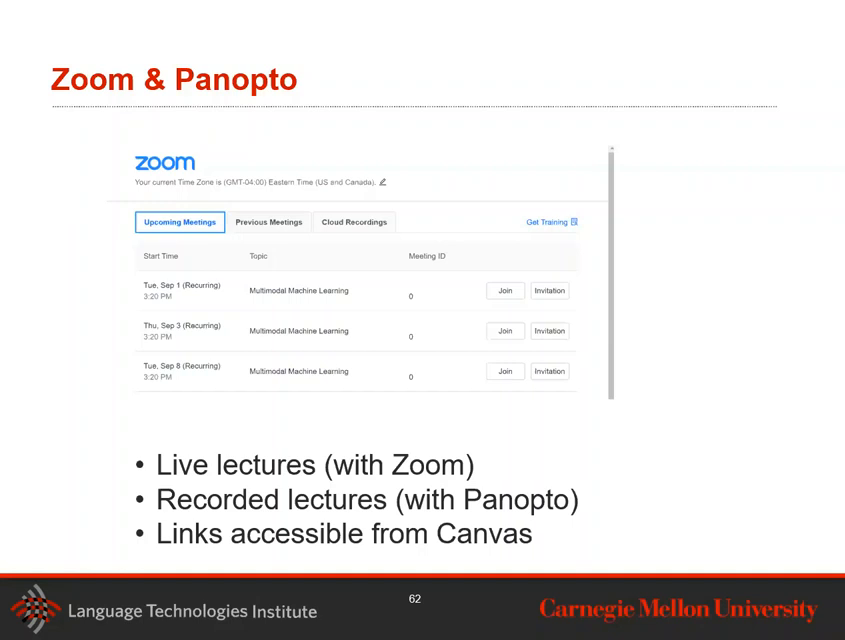 Zoom & Panopto
zoom
Your current Time Zone is (GMT-04:00) Eastern Time (US and Canada).
Upcoming Meetings Previous Meetings Cloud Recordings Get Training
Start Time Topic Meeting ID
Tue, Sep 1 (Recurring)
3:20 PM
Multimodal Machine Learning
0
Join Invitation
Thu, Sep 3 (Recurring)
3:20 PM
Multimodal Machine Learning
0
Join Invitation
Tue, Sep 8 (Recurring)
3:20 PM
Multimodal Machine Learning
0
Join Invitation
• Live lectures (with Zoom)
• Recorded lectures (with Panopto)
• Links accessible from Canvas
Language Technologies Institute
62
Carnegie Mellon University